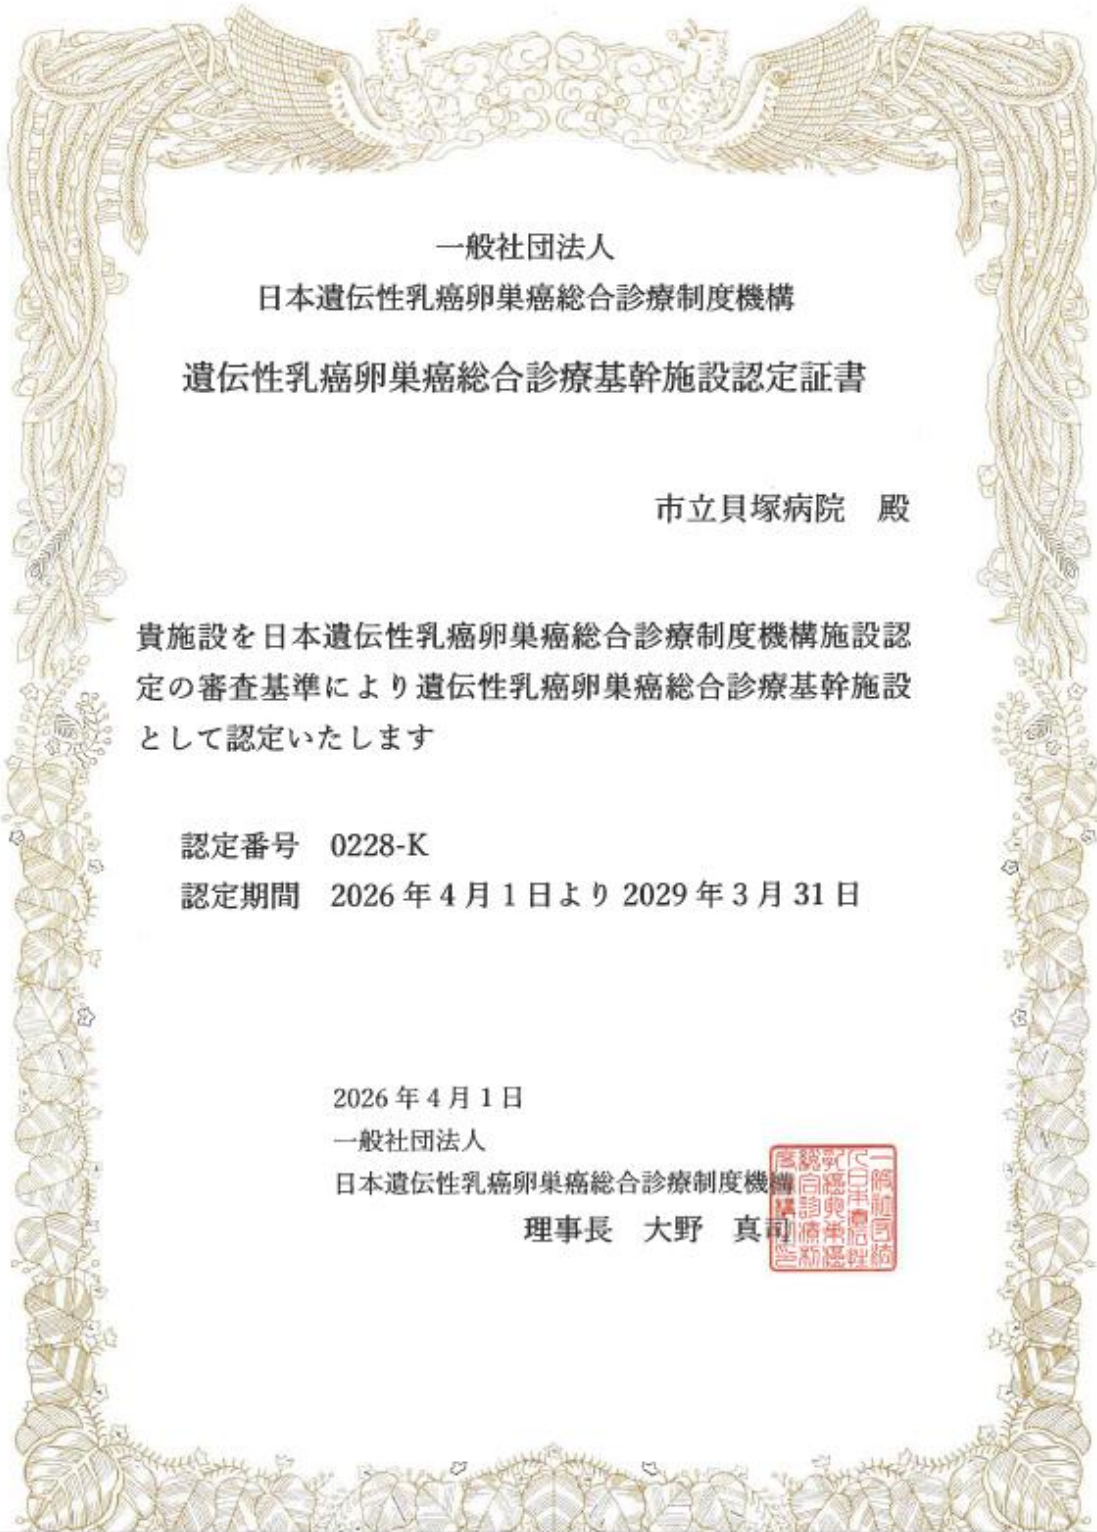 一般社団法人
日本遺伝性乳癌卵巣癌総合診療制度機構
遺伝性乳癌卵巣癌総合診療基幹施設認定証書
市立貝塚病院　殿
貴施設を日本遺伝性乳癌卵巣癌総合診療制度機構施設認
定の審査基準により遺伝性乳癌卵巣癌総合診療基幹施設
として認定いたします
認定番号　0228-K
認定期間　2026 年 4 月 1 日より 2029 年 3 月 31 日
2026 年 4 月 1 日
一般社団法人
日本遺伝性乳癌卵巣癌総合診療制度機構
理事長　大野　真司